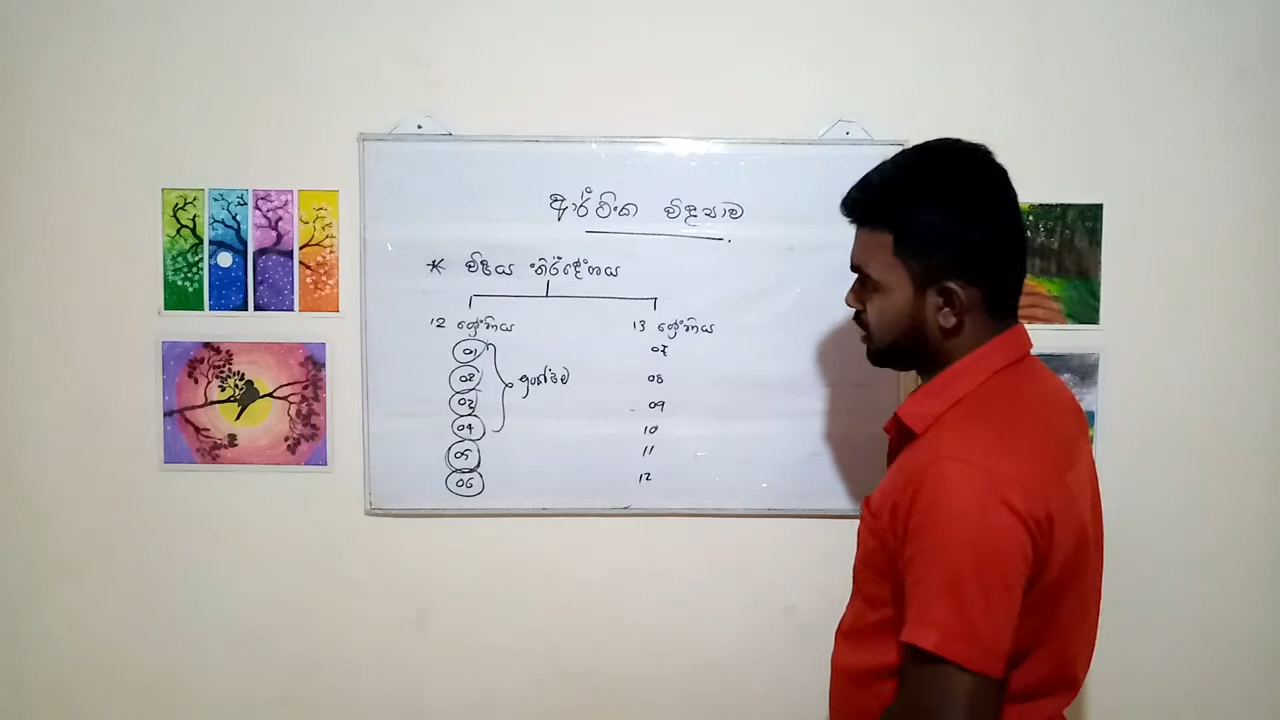 ආර්ථික විද්‍යාව
* විෂය නිර්දේශය
12 ශ්‍රේණිය 13 ශ්‍රේණිය
01 07
02 08
03 09
04 10
05 11
06 12